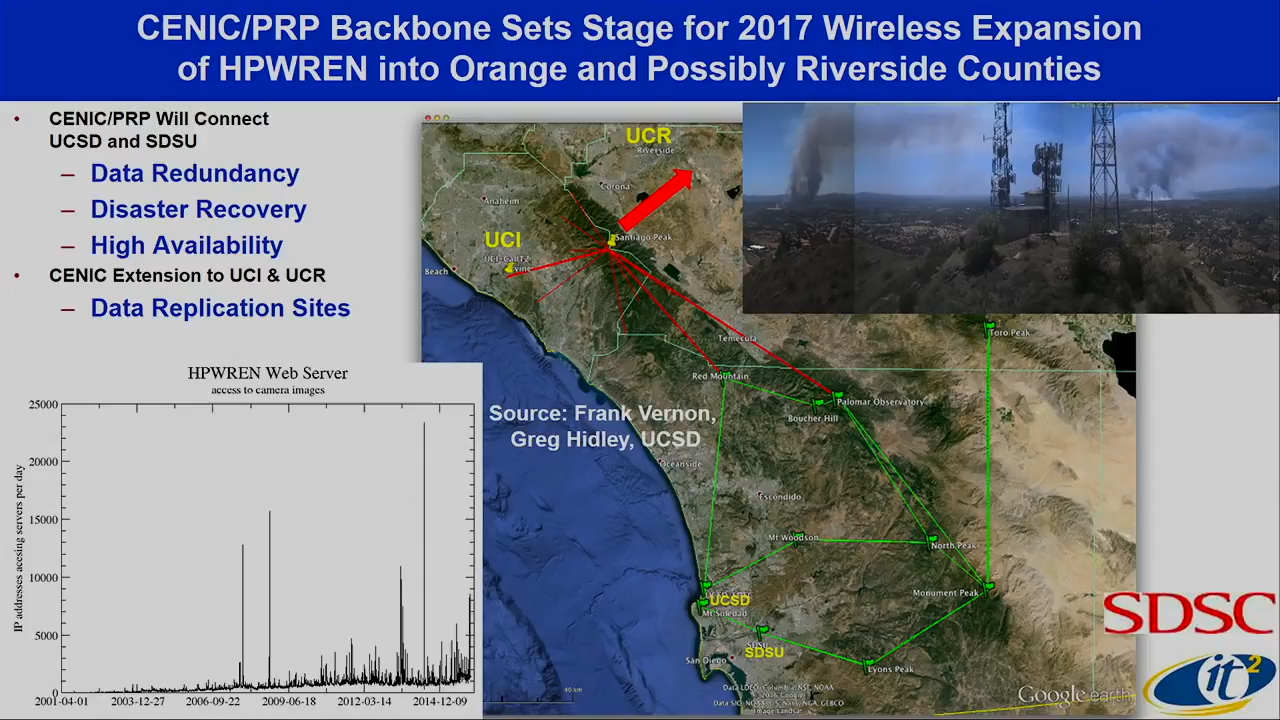 CENIC/PRP Backbone Sets Stage for 2017 Wireless Expansion
of HPWREN into Orange and Possibly Riverside Counties
• CENIC/PRP Will Connect
UCSD and SDSU
– Data Redundancy
– Disaster Recovery
– High Availability
• CENIC Extension to UCI & UCR
– Data Replication Sites
UCR
Riverside
Corona
Anaheim
Santiago Peak
UCI
Beach
Toro Peak
Temecula
Red Mountain
Palomar Observatory
Boucher Hill
Source: Frank Vernon,
Greg Hidley, UCSD
Oceanside
Escondido
Mt Woodson
North Peak
Monument Peak
UCSD
Mt Soledad
SDSU
SDSU
San Diego
Lyons Peak
40 km
Google earth
HPWREN Web Server
access to camera images
IP addresses acesing servers per day
25000
20000
15000
10000
5000
0
2001-04-01 2003-12-27 2006-09-22 2009-06-18 2012-03-14
SDSC
it2